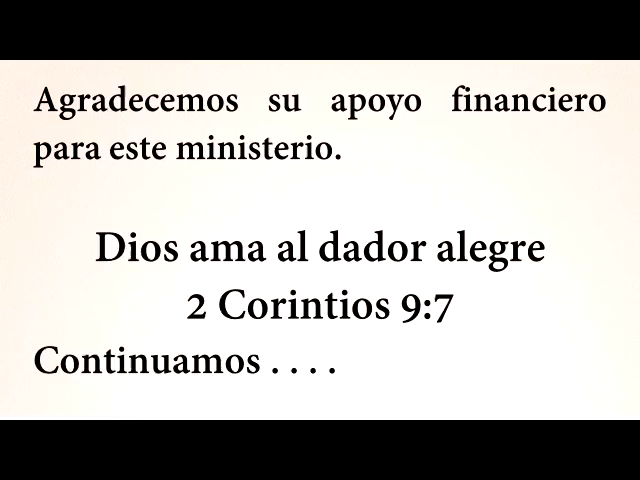 Agradecemos su apoyo financiero
para este ministerio.
Dios ama al dador alegre
2 Corintios 9:7
Continuamos . . . .